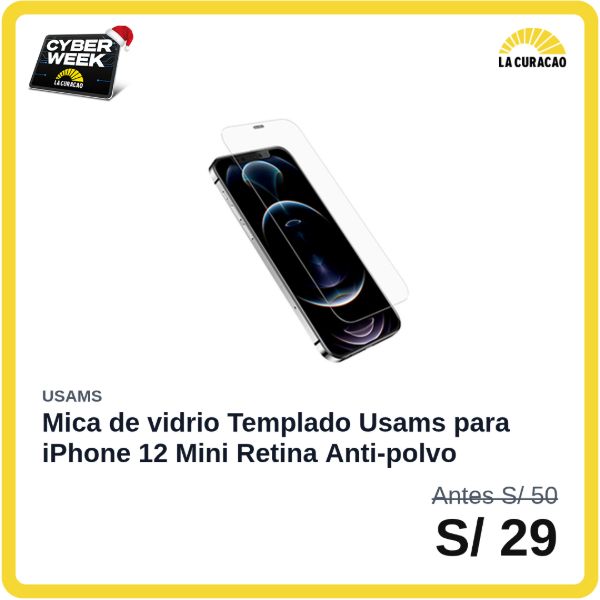 CYBER
WEEK
LA CURACAO
LA CURACAO
USAMS
Mica de vidrio Templado Usams para
iPhone 12 Mini Retina Anti-polvo
Antes S/ 50
S/ 29